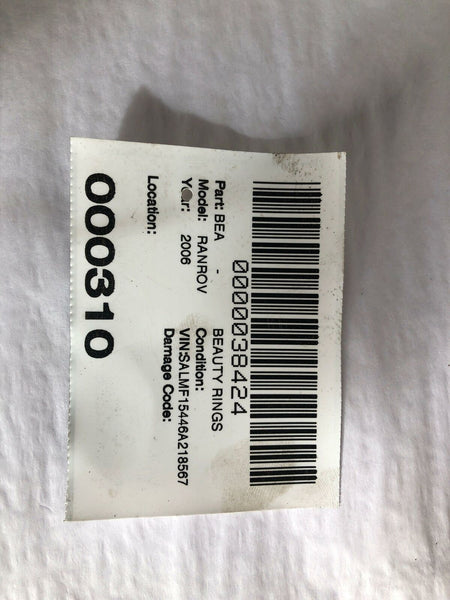 0000038424
Part: BEA - BEAUTY RINGS
Model: RANROV Condition:
Year: 2006 VIN:SALMF15446A218567
Damage Code:
Location:
000310